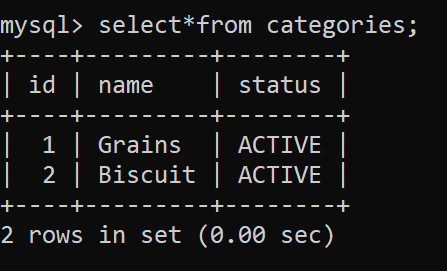 mysql> select*from categories;
+----+---------+--------+
| id | name    | status |
+----+---------+--------+
|  1 | Grains  | ACTIVE |
|  2 | Biscuit | ACTIVE |
+----+---------+--------+
2 rows in set (0.00 sec)